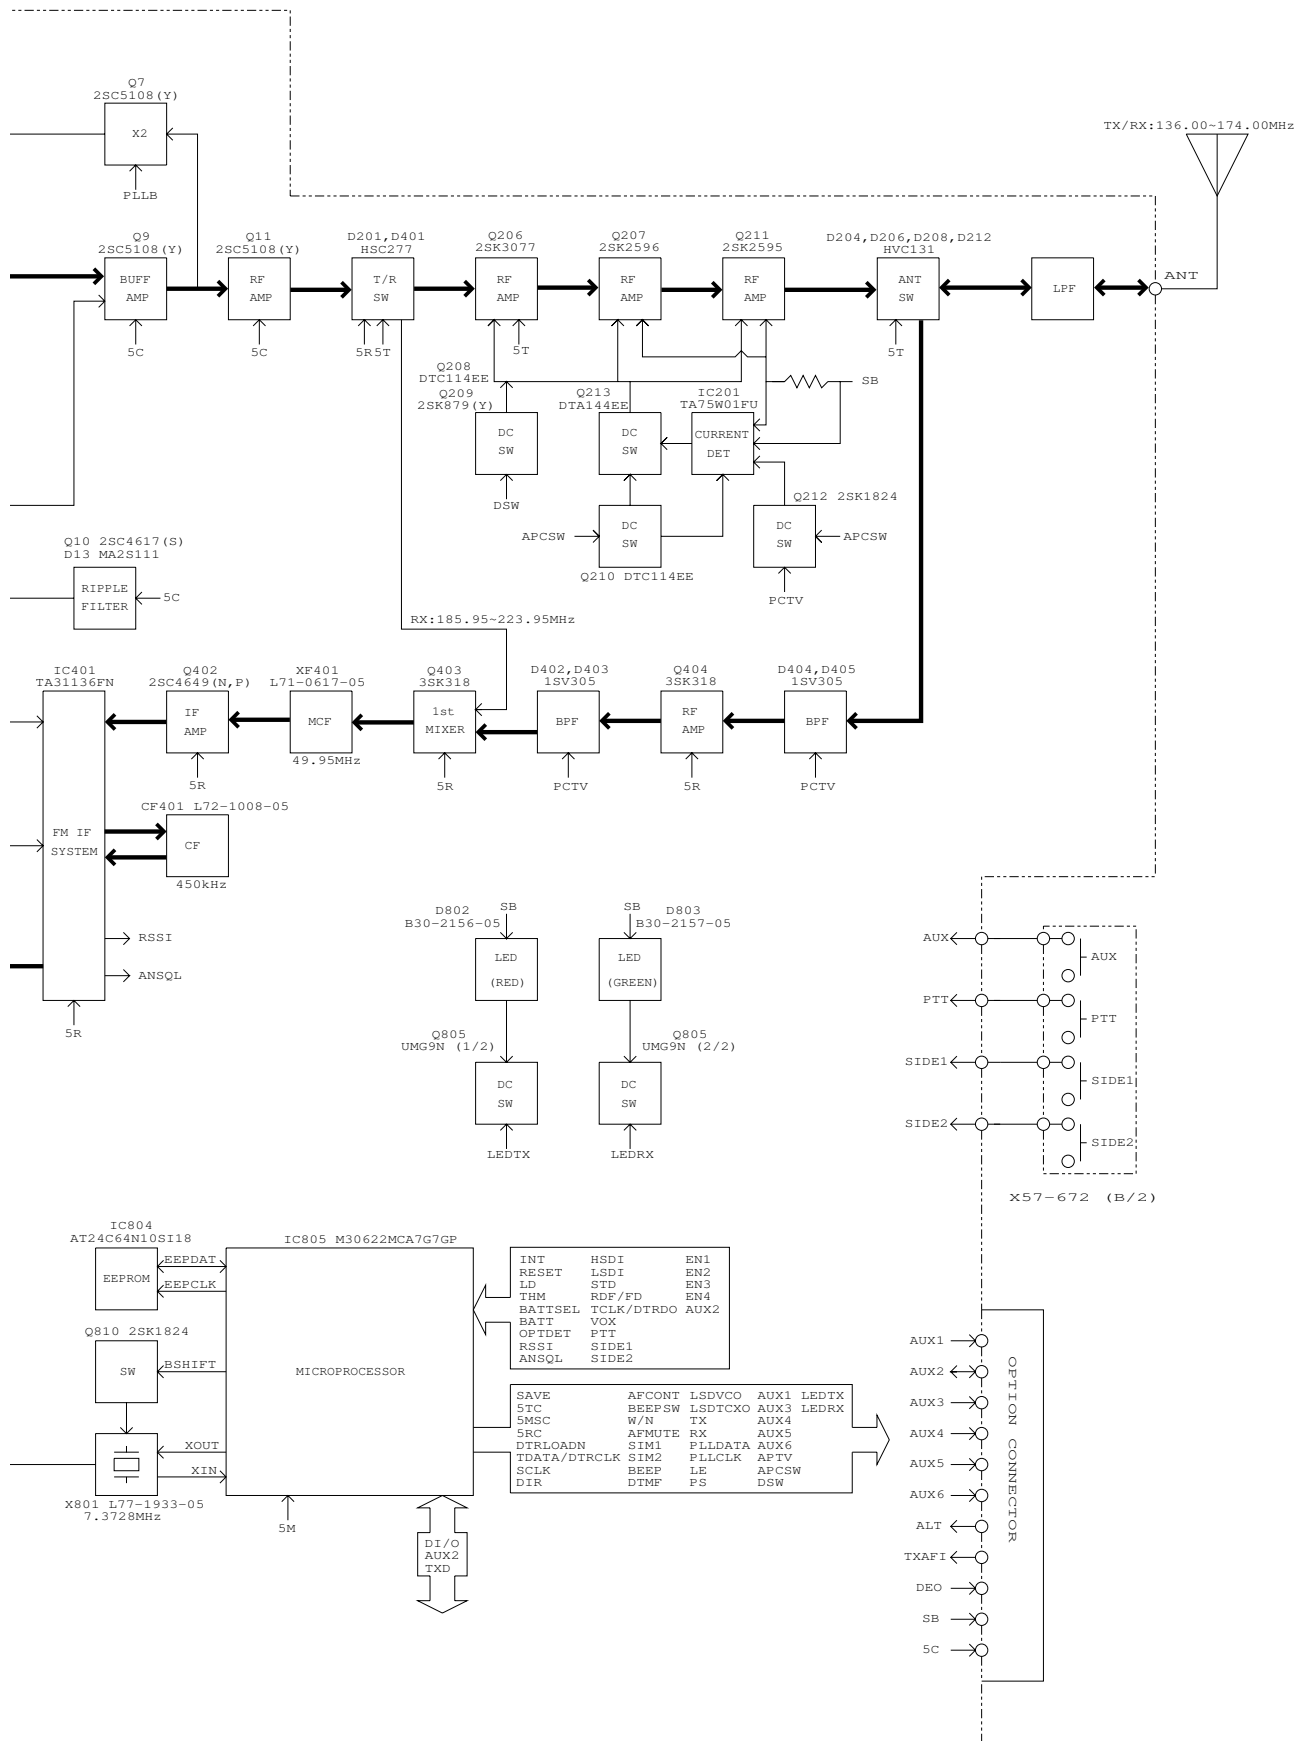 Q7
2SC5108(Y)
X2
PLLB
TX/RX:136.00~174.00MHz
Q9
2SC5108(Y)
BUFF
AMP
5C
Q11
2SC5108(Y)
RF
AMP
5C
D201,D401
HSC277
T/R
SW
5R 5T
Q206
2SK3077
RF
AMP
5T
Q207
2SK2596
RF
AMP
Q211
2SK2595
RF
AMP
D204,D206,D208,D212
HVC131
ANT
SW
5T
LPF
ANT
Q208
DTC114EE
Q209
2SK879(Y)
DC
SW
DSW
Q213
DTA144EE
DC
SW
IC201
TA75W01FU
CURRENT
DET
SB
APCSW
DC
SW
Q210 DTC114EE
Q212 2SK1824
DC
SW
APCSW
PCTV
Q10 2SC4617(S)
D13 MA2S111
RIPPLE
FILTER
5C
RX:185.95~223.95MHz
IC401
TA31136FN
FM IF
SYSTEM
5R
Q402
2SC4649(N,P)
IF
AMP
5R
XF401
L71-0617-05
MCF
49.95MHz
Q403
3SK318
1st
MIXER
5R
D402,D403
1SV305
BPF
PCTV
Q404
3SK318
RF
AMP
5R
D404,D405
1SV305
BPF
PCTV
CF401 L72-1008-05
CF
450kHz
RSSI
ANSQL
D802
B30-2156-05
SB
LED
(RED)
Q805
UMG9N (1/2)
DC
SW
LEDTX
SB
D803
B30-2157-05
LED
(GREEN)
Q805
UMG9N (2/2)
DC
SW
LEDRX
AUX
AUX
PTT
PTT
SIDE1
SIDE1
SIDE2
SIDE2
X57-672 (B/2)
IC804
AT24C64N10SI18
EEPROM
EEPDAT
EEPCLK
Q810 2SK1824
SW
BSHIFT
XOUT
XIN
X801 L77-1933-05
7.3728MHz
IC805 M30622MCA7G7GP
MICROPROCESSOR
5M
INT HSDI EN1
RESET LSDI EN2
LD STD EN3
THM RDF/FD EN4
BATTSEL TCLK/DTRDO AUX2
BATT VOX
OPTDET PTT
RSSI SIDE1
ANSQL SIDE2
SAVE AFCONT LSDVCO AUX1 LEDTX
5TC BEEPSW LSDTCXO AUX3 LEDRX
5MSC W/N TX AUX4
5RC AFMUTE RX AUX5
DTRLOADN SIM1 PLLDATA AUX6
TDATA/DTRCLK SIM2 PLLCLK APTV
SCLK BEEP LE APCSW
DIR DTMF PS DSW
DI/O
AUX2
TXD
AUX1
AUX2
AUX3
AUX4
AUX5
AUX6
ALT
TXAFI
DEO
SB
5C
OPTION CONNECTOR